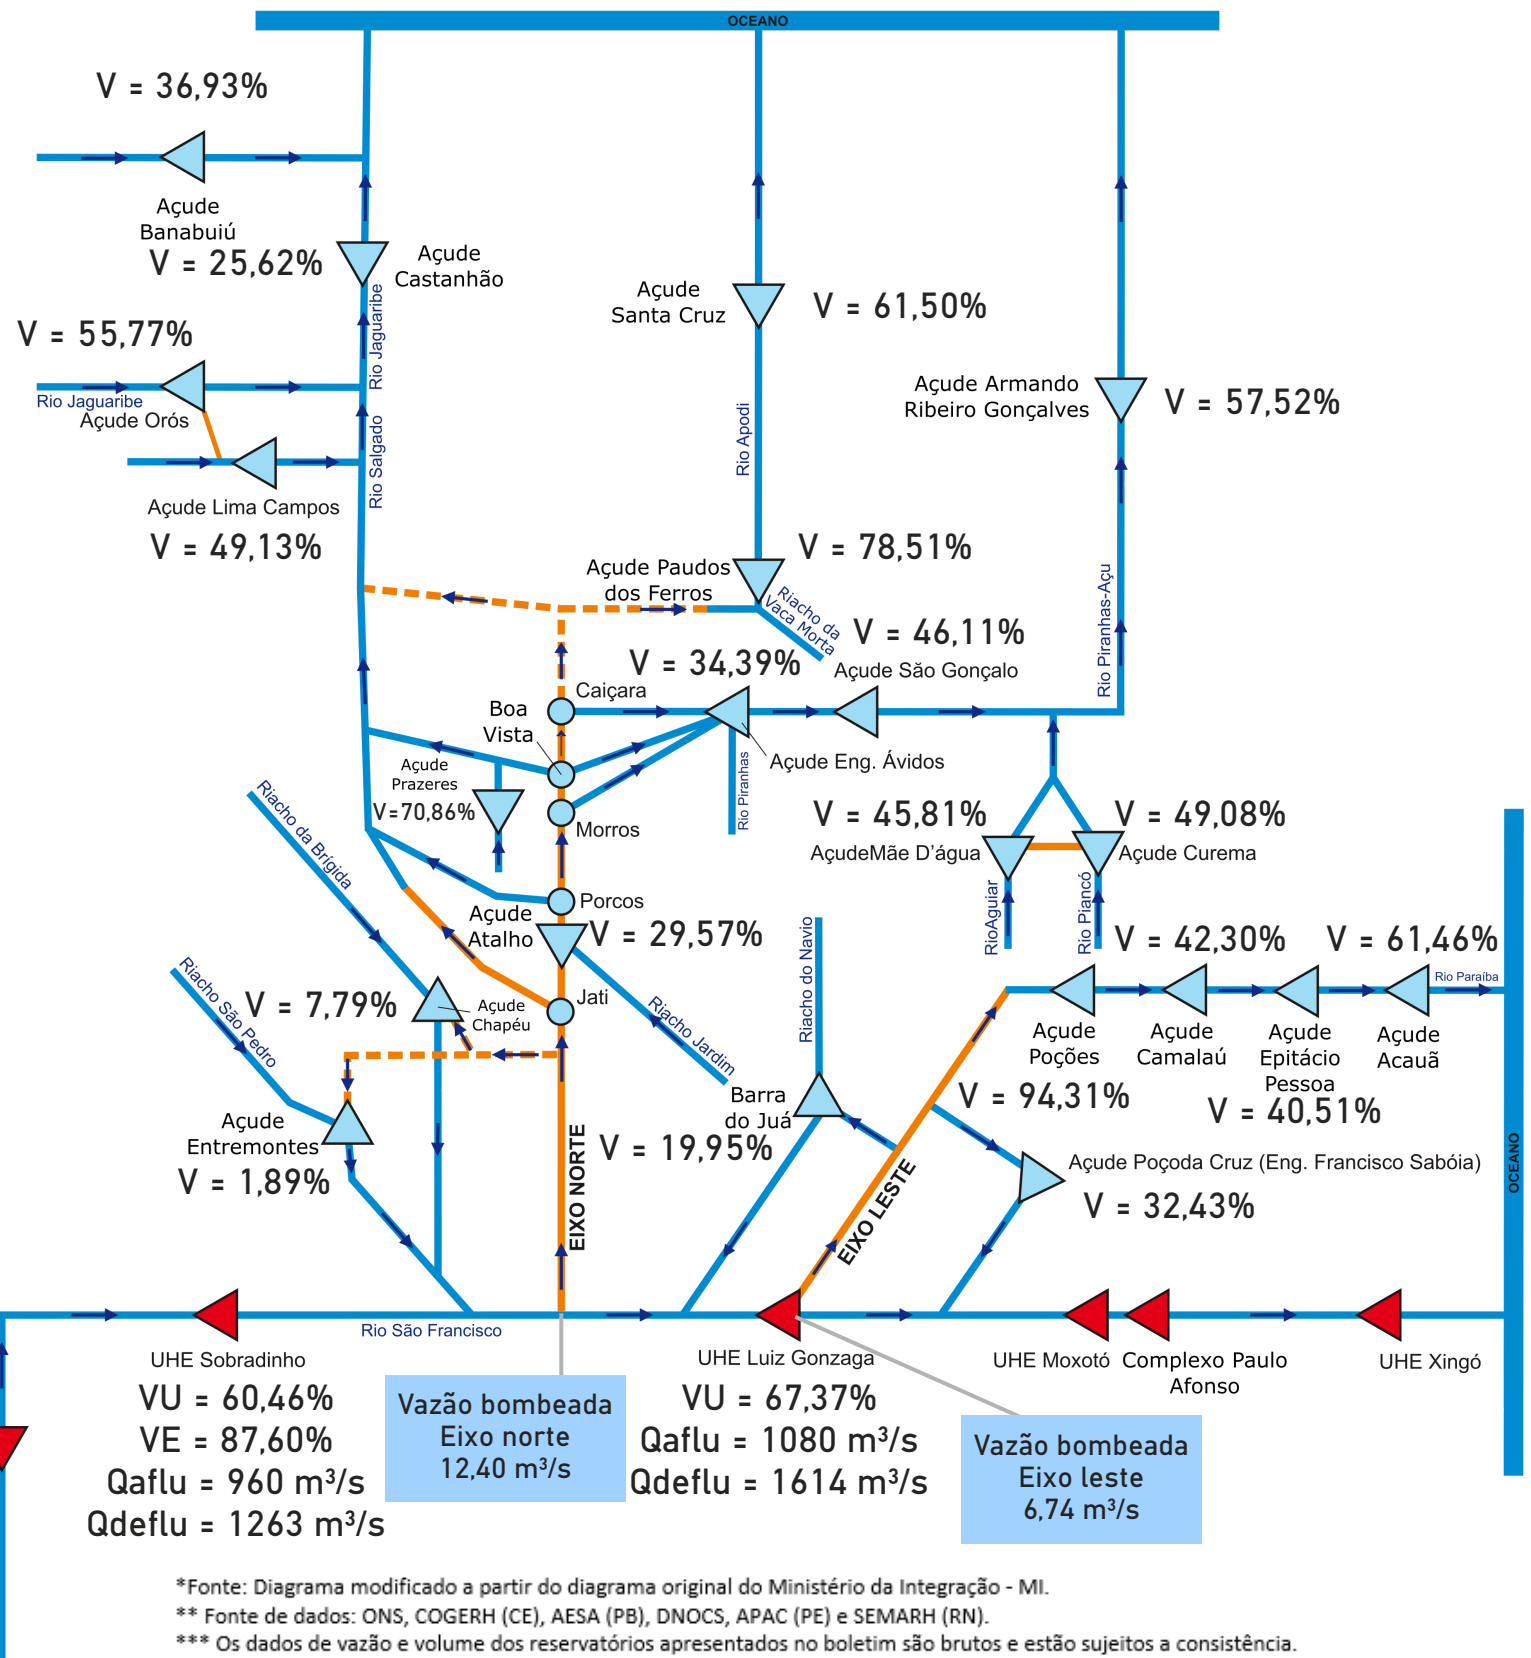 OCEANO
V = 36,93%
Açude
Banabuiú
V = 25,62%
Açude
Castanhão
Rio Jaguaribe
V = 55,77%
Rio Jaguaribe
Açude Orós
Rio Salgado
Açude Lima Campos
V = 49,13%
Açude
Santa Cruz
V = 61,50%
Rio Apodi
Açude Armando
Ribeiro Gonçalves
V = 57,52%
Rio Piranhas-Açu
Açude Paudos
dos Ferros
V = 78,51%
Riacho da
Vaca Morta
V = 46,11%
Açude São Gonçalo
V = 34,39%
Caiçara
Boa
Vista
Açude Eng. Ávidos
Rio Piranhas
Açude
Prazeres
V=70,86%
Morros
Riacho da Brígida
V = 45,81%
AçudeMãe D'água
V = 49,08%
Açude Curema
RioAguiar
Rio Piancó
Porcos
Açude
Atalho
V = 29,57%
Riacho do Navio
V = 42,30%
V = 61,46%
Rio Paraíba
Riacho São Pedro
V = 7,79%
Açude
Chapéu
Jati
Riacho Jardim
Açude
Poções
Açude
Camalaú
Açude
Epitácio
Pessoa
Açude
Acauã
V = 94,31%
V = 40,51%
Barra
do Juá
V = 19,95%
Açude
Entremontes
V = 1,89%
EIXO NORTE
EIXO LESTE
Açude Poçoda Cruz (Eng. Francisco Sabóia)
V = 32,43%
OCEANO
Rio São Francisco
UHE Sobradinho
VU = 60,46%
VE = 87,60%
Qaflu = 960 m³/s
Qdeflu = 1263 m³/s
Vazão bombeada
Eixo norte
12,40 m³/s
UHE Luiz Gonzaga
VU = 67,37%
Qaflu = 1080 m³/s
Qdeflu = 1614 m³/s
Vazão bombeada
Eixo leste
6,74 m³/s
UHE Moxotó
Complexo Paulo
Afonso
UHE Xingó
*Fonte: Diagrama modificado a partir do diagrama original do Ministério da Integração - MI.
** Fonte de dados: ONS, COGERH (CE), AESA (PB), DNOCS, APAC (PE) e SEMARH (RN).
*** Os dados de vazão e volume dos reservatórios apresentados no boletim são brutos e estão sujeitos a consistência.